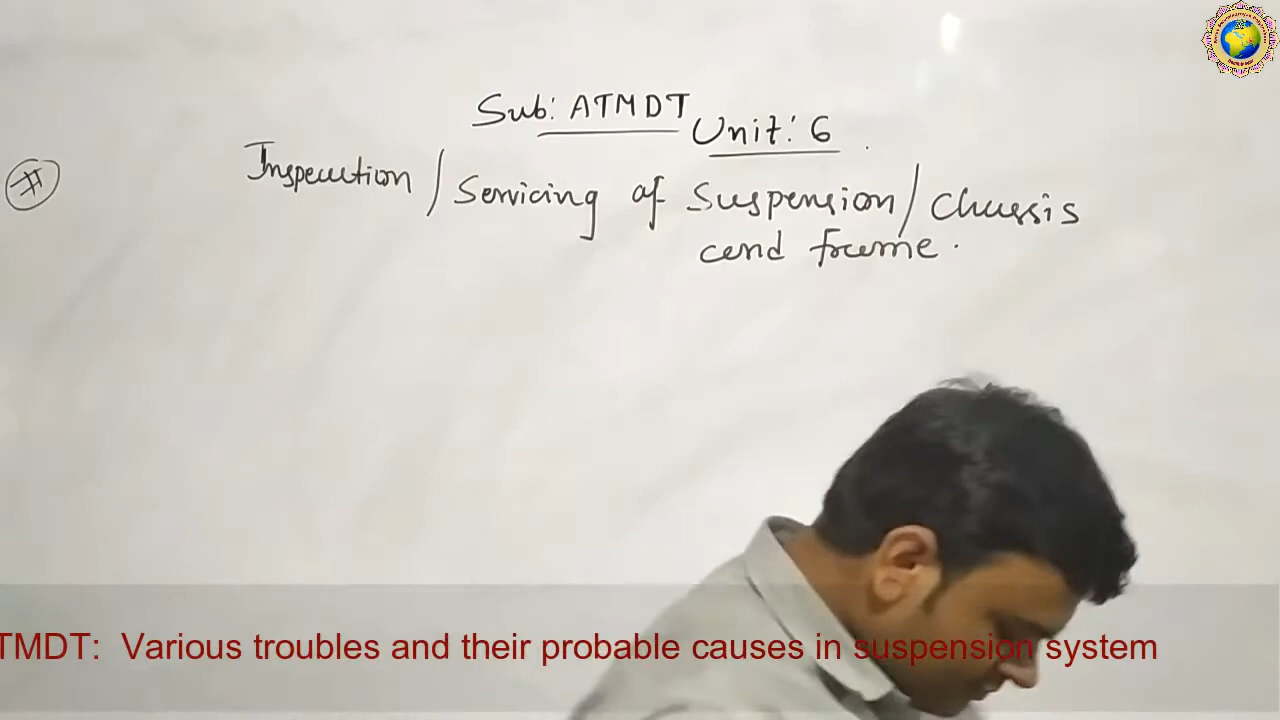 Sub: ATMDT
Unit: 6
#
Inspecution / Servicing of Suspension / Chassis
and frame.
TMDT: Various troubles and their probable causes in suspension system